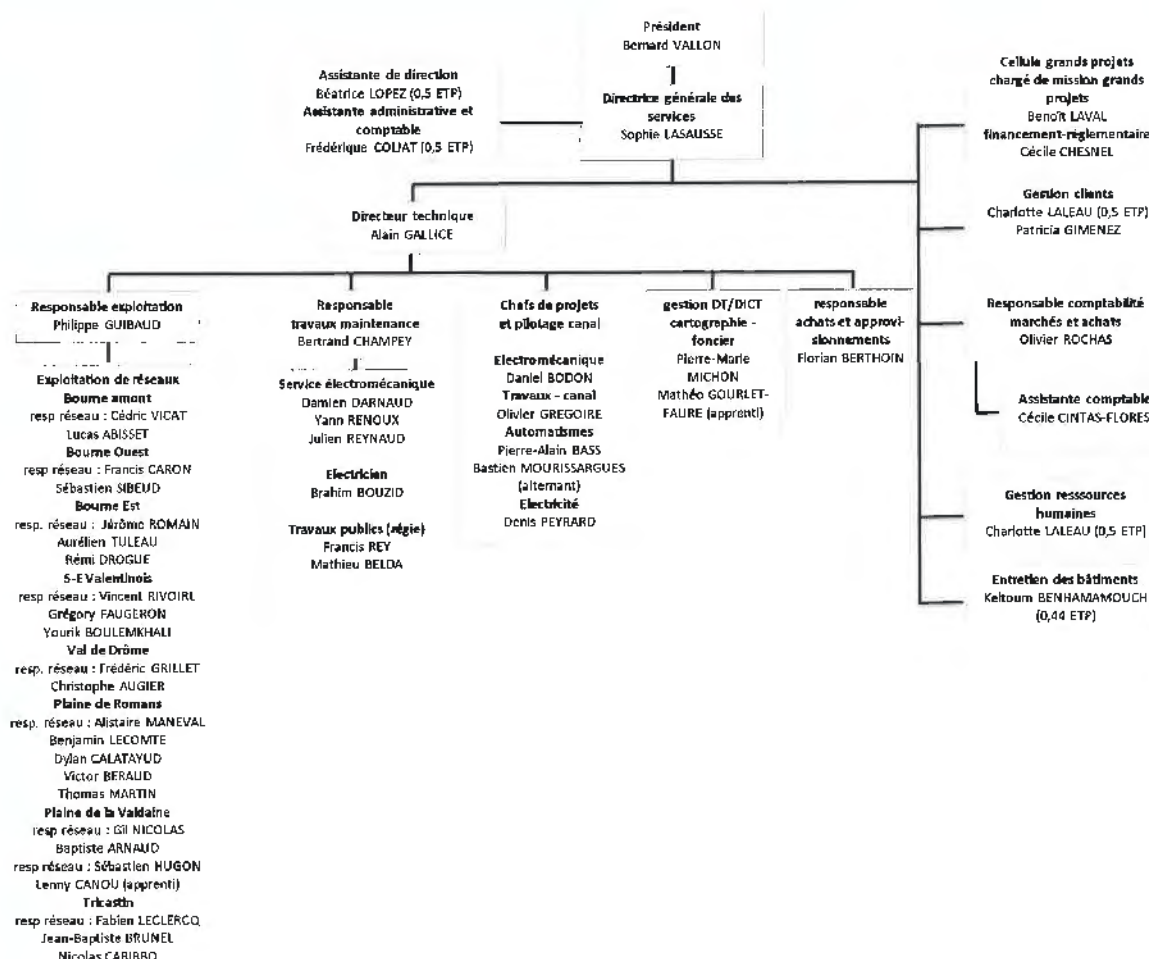 Président
Bernard VALLON
Directrice générale des
services
Sophie LASAUSSE
Assistante de direction
Béatrice LOPEZ (0,5 ETP)
Assistante administrative et
comptable
Frédérique COLIAT (0,5 ETP)
Cellule grands projets
chargé de mission grands
projets
Benoît LAVAL
financement-réglementaire
Cécile CHESNEL
Gestion clients
Charlotte LALEAU (0,5 ETP)
Patricia GIMENEZ
Responsable comptabilité
marchés et achats
Olivier ROCHAS
Assistante comptable
Cécile CINTAS-FLORES
Gestion resssources
humaines
Charlotte LALEAU (0,5 ETP)
Entretien des bâtiments
Keltoum BENHAMAMOUCH
(0,44 ETP)
Directeur technique
Alain GALLICE
Responsable exploitation
Philippe GUIBAUD
Exploitation de réseaux
Bourne amont
resp réseau : Cédric VICAT
Lucas ABISSET
Bourne Ouest
resp réseau : Francis CARON
Sébastien SIBEUD
Bourne Est
resp. réseau : Jérôme ROMAIN
Aurélien TULEAU
Rémi DROGUE
S-E Valentinois
resp réseau : Vincent RIVOIRE
Grégory FAUGERON
Yourik BOULEMKHALI
Val de Drôme
resp. réseau : Frédéric GRILLET
Christophe AUGIER
Plaine de Romans
resp. réseau : Alistaire MANEVAL
Benjamin LECOMTE
Dylan CALATAYUD
Victor BERAUD
Thomas MARTIN
Plaine de la Valdaine
resp réseau : Gil NICOLAS
Baptiste ARNAUD
resp réseau : Sébastien HUGON
Lenny CANOU (apprenti)
Tricastin
resp réseau : Fabien LECLERCQ
Jean-Baptiste BRUNEL
Nicolas CARIBBO
Responsable
travaux maintenance
Bertrand CHAMPEY
Service électromécanique
Damien DARNAUD
Yann RENOUX
Julien REYNAUD
Electricien
Brahim BOUZID
Travaux publics (régie)
Francis REY
Mathieu BELDA
Chefs de projets
et pilotage canal
Electromécanique
Daniel BODON
Travaux - canal
Olivier GREGOIRE
Automatismes
Pierre-Alain BASS
Bastien MOURISSARGUES
(alternant)
Electricité
Denis PEYRARD
gestion DT/DICT
cartographie -
foncier
Pierre-Marie
MICHON
Mathéo GOURLET-
FAURE (apprenti)
responsable
achats et approvi-
sionnements
Florian BERTHOIN